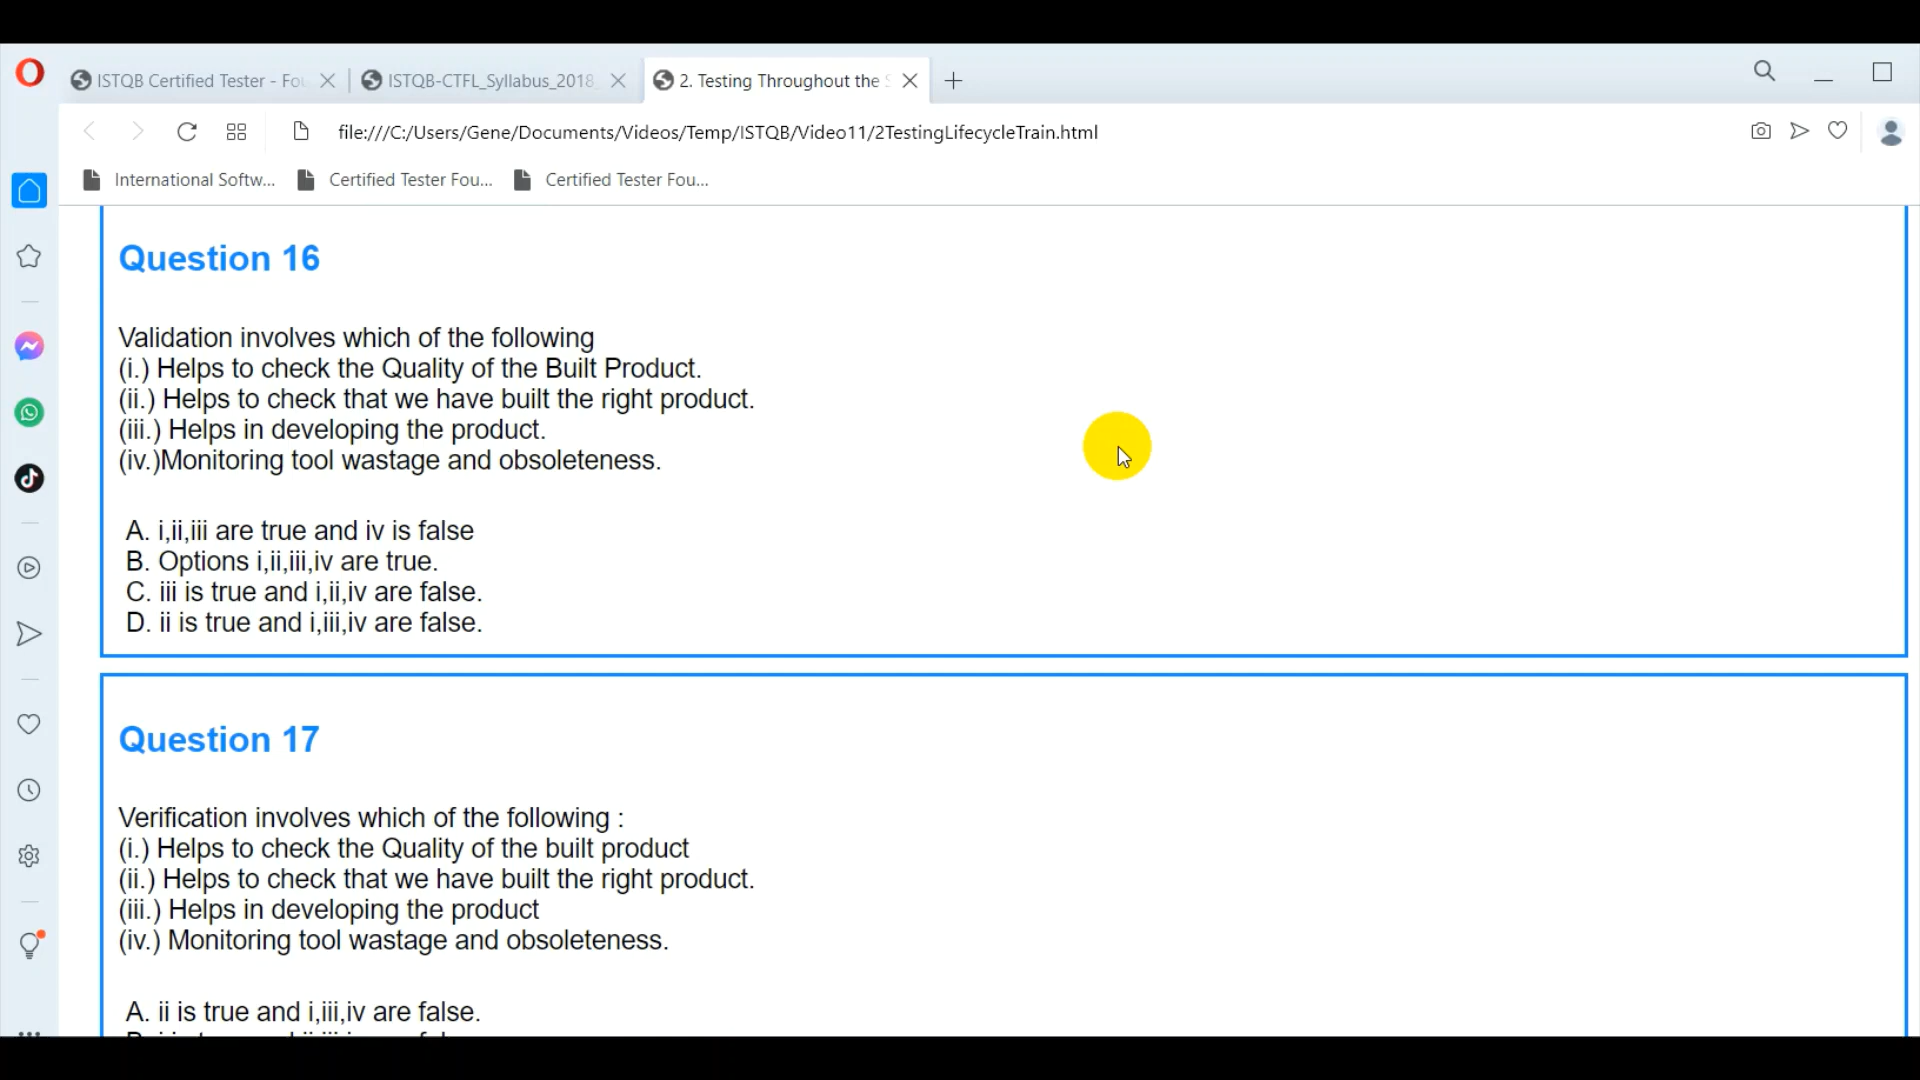 ISTQB Certified Tester - Fou
ISTQB-CTFL_Syllabus_2018_
2. Testing Throughout the S
file:///C:/Users/Gene/Documents/Videos/Temp/ISTQB/Video11/2TestingLifecycleTrain.html
International Softw...
Certified Tester Fou...
Certified Tester Fou...
Question 16
Validation involves which of the following
(i.) Helps to check the Quality of the Built Product.
(ii.) Helps to check that we have built the right product.
(iii.) Helps in developing the product.
(iv.)Monitoring tool wastage and obsoleteness.
A. i,ii,iii are true and iv is false
B. Options i,ii,iii,iv are true.
C. iii is true and i,ii,iv are false.
D. ii is true and i,iii,iv are false.
Question 17
Verification involves which of the following :
(i.) Helps to check the Quality of the built product
(ii.) Helps to check that we have built the right product.
(iii.) Helps in developing the product
(iv.) Monitoring tool wastage and obsoleteness.
A. ii is true and i,iii,iv are false.